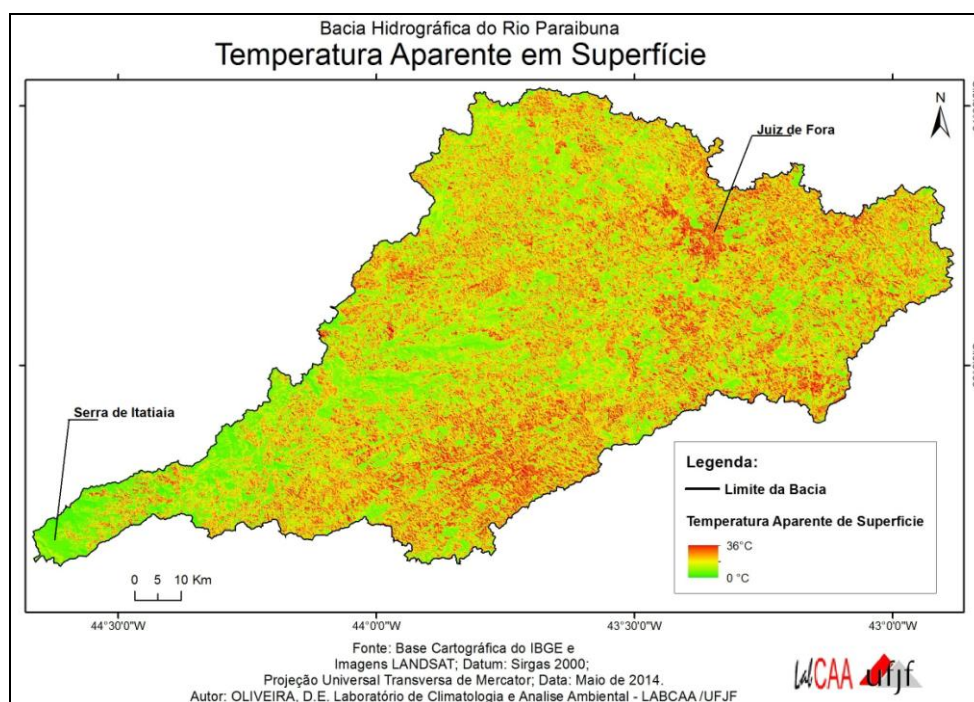 Bacia Hidrográfica do Rio Paraibuna
Temperatura Aparente em Superfície
N
Juiz de Fora
Serra de Itatiaia
Legenda:
Limite da Bacia
Temperatura Aparente de Superficie
36°C
0 °C
0 5 10 Km
44°30'0"W 44°0'0"W 43°30'0"W 43°0'0"W
Fonte: Base Cartográfica do IBGE e
Imagens LANDSAT; Datum: Sirgas 2000;
Projeção Universal Transversa de Mercator; Data: Maio de 2014.
Autor: OLIVEIRA, D.E. Laboratório de Climatologia e Analise Ambiental - LABCAA /UFJF
LabCAA ufjf